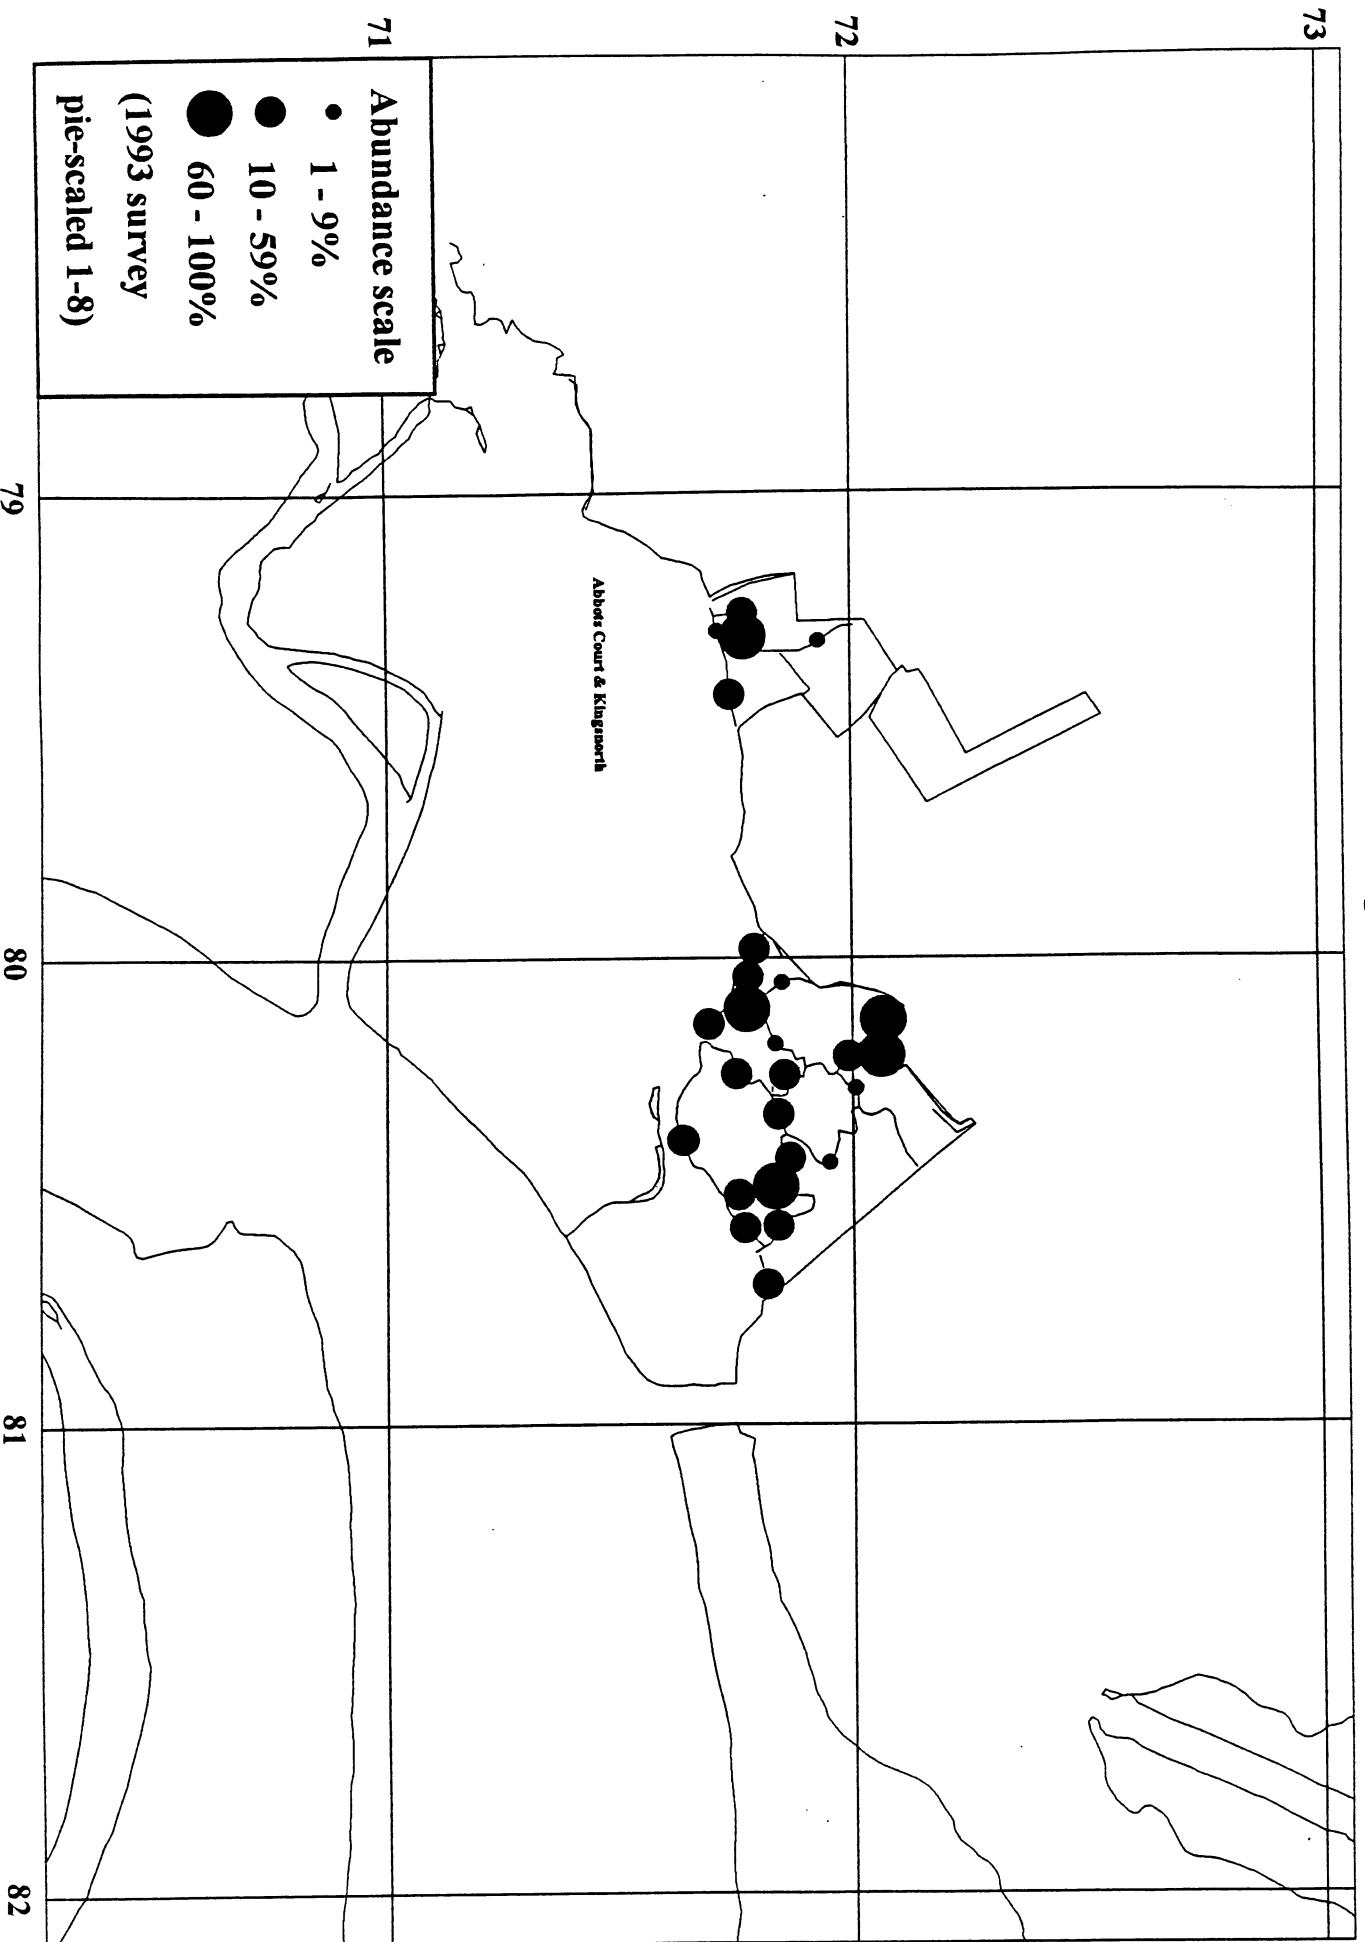 73
72
71
Abundance scale
1 - 9%
10 - 59%
60 - 100%
(1993 survey
pie-scaled 1-8)
Abbots Court & Kingsnorth
79
80
81
82